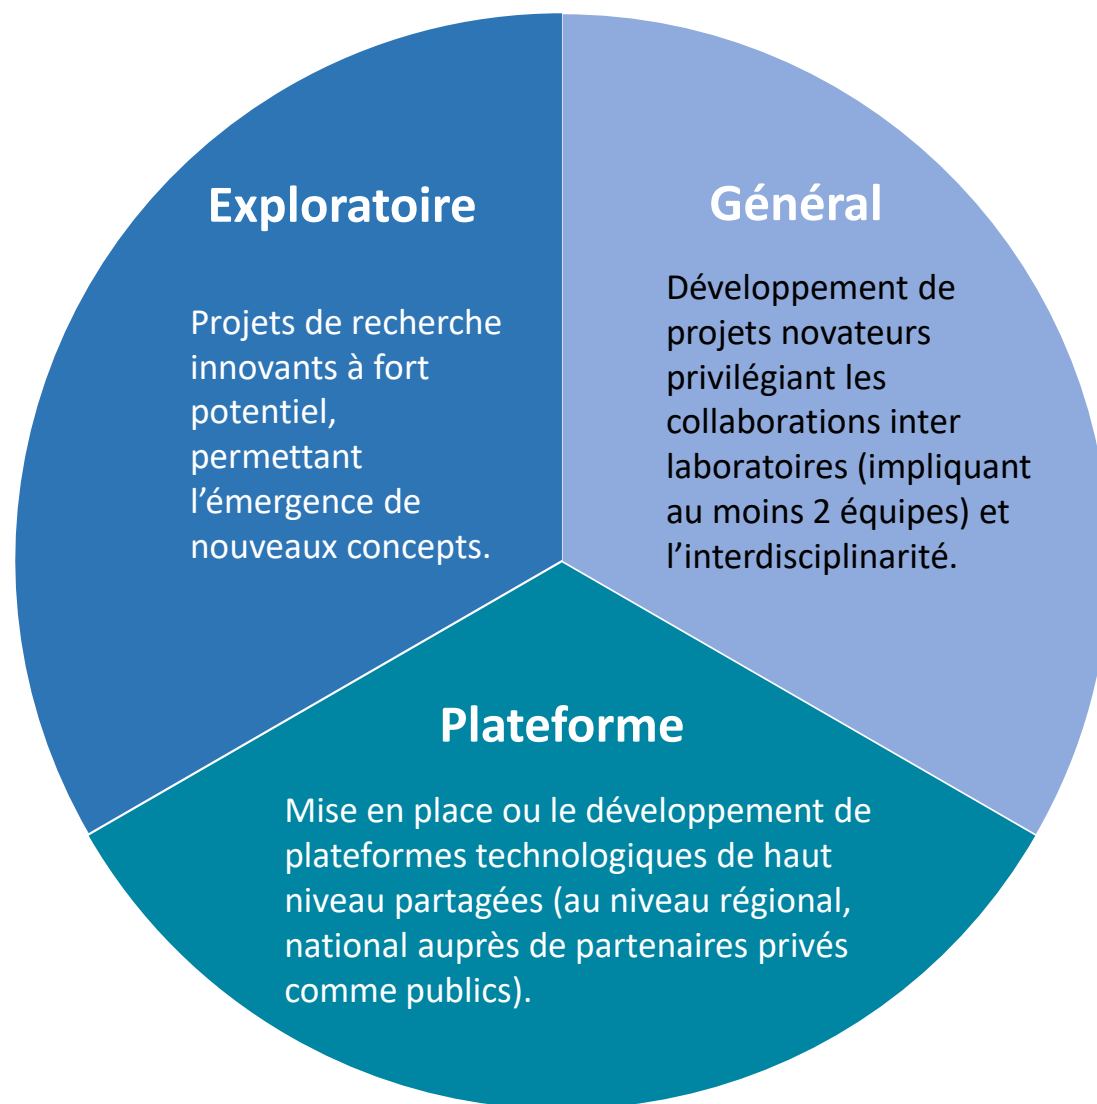 Exploratoire
Projets de recherche
innovants à fort
potentiel,
permettant
l’émergence de
nouveaux concepts.
Général
Développement de
projets novateurs
privilégiant les
collaborations inter
laboratoires (impliquant
au moins 2 équipes) et
l’interdisciplinarité.
Plateforme
Mise en place ou le développement de
plateformes technologiques de haut
niveau partagées (au niveau régional,
national auprès de partenaires privés
comme publics).